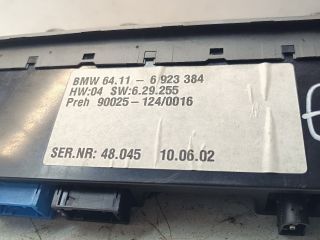 BMW 64.11 - 6 923 384
HW:04 SW:6.29.255
Preh 90025-124/0016
SER.NR: 48.045 10.06.02